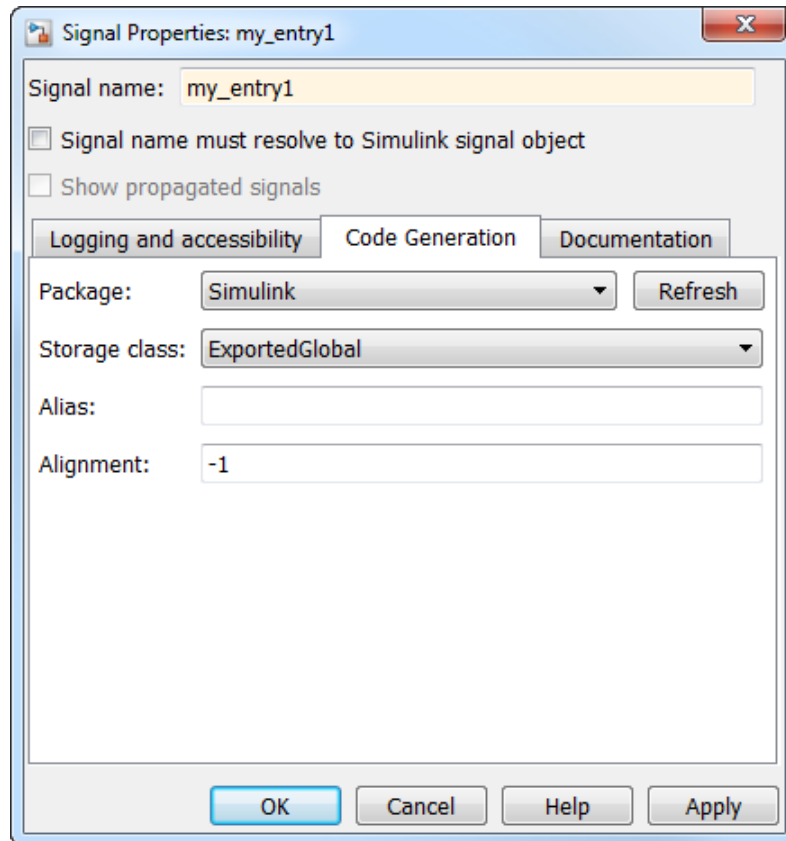 Signal Properties: my_entry1
Signal name: my_entry1
Signal name must resolve to Simulink signal object
Show propagated signals
Logging and accessibility Code Generation Documentation
Package: Simulink Refresh
Storage class: ExportedGlobal
Alias:
Alignment: -1
OK Cancel Help Apply